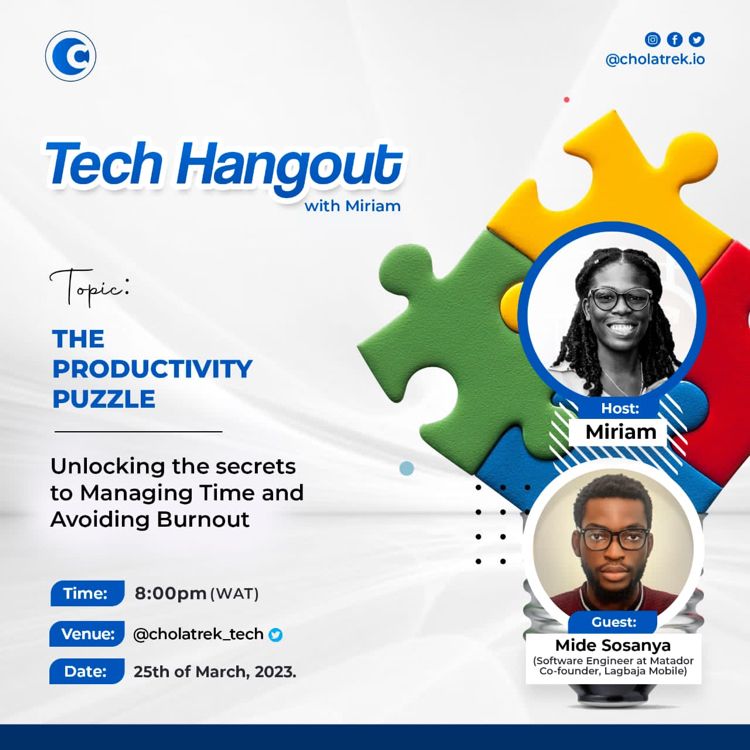 @cholatrek.io
Tech Hangout
with Miriam
Topic:
THE
PRODUCTIVITY
PUZZLE
Unlocking the secrets
to Managing Time and
Avoiding Burnout
Time: 8:00pm (WAT)
Venue: @cholatrek_tech
Date: 25th of March, 2023.
Host:
Miriam
Guest:
Mide Sosanya
(Software Engineer at Matador
Co-founder, Lagbaja Mobile)